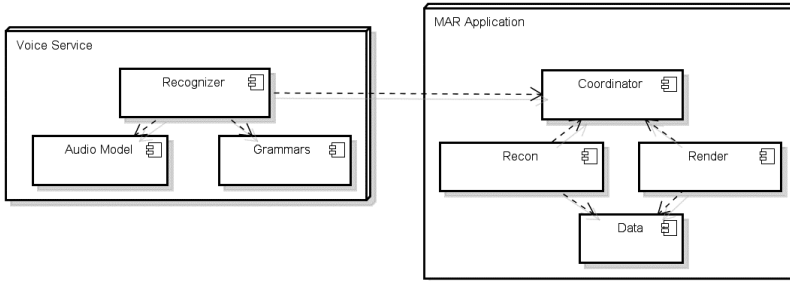 Voice Service
Recognizer
Audio Model
Grammars
MAR Application
Coordinator
Recon
Render
Data